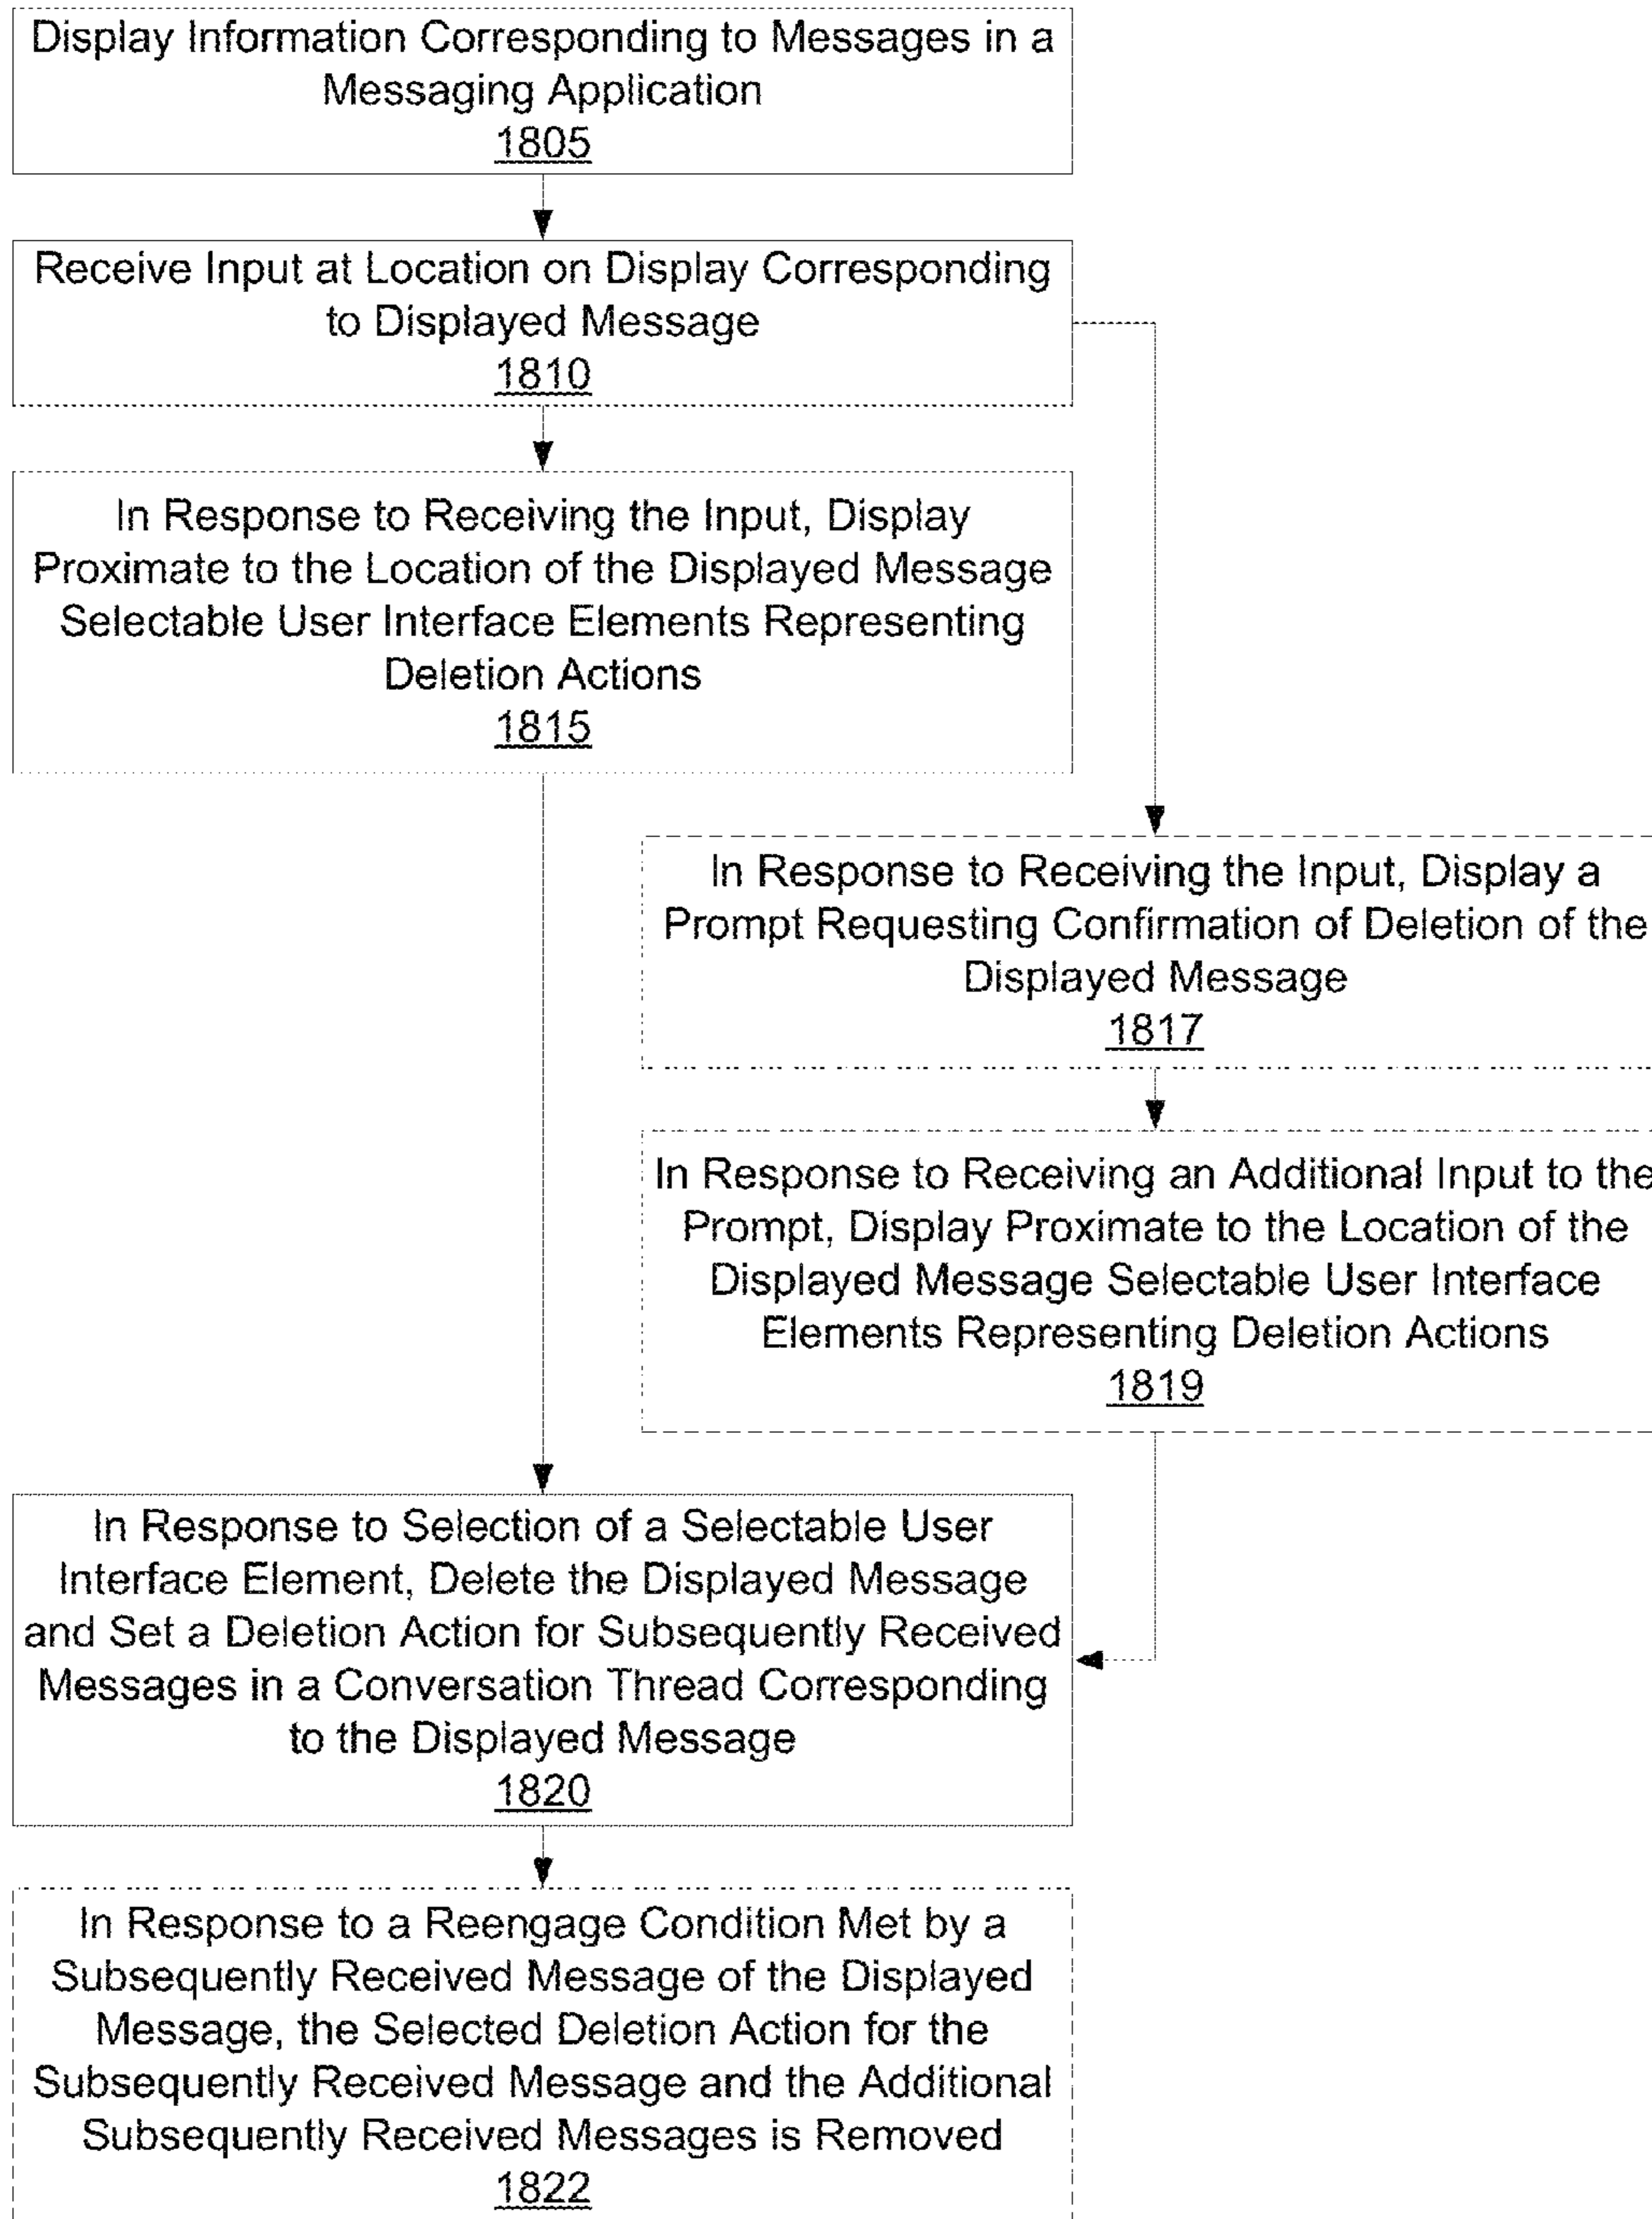 Display Information Corresponding to Messages in a
Messaging Application
1805
Receive Input at Location on Display Corresponding
to Displayed Message
1810
In Response to Receiving the Input, Display
Proximate to the Location of the Displayed Message
Selectable User Interface Elements Representing
Deletion Actions
1815
In Response to Receiving the Input, Display a
Prompt Requesting Confirmation of Deletion of the
Displayed Message
1817
In Response to Receiving an Additional Input to the
Prompt, Display Proximate to the Location of the
Displayed Message Selectable User Interface
Elements Representing Deletion Actions
1819
In Response to Selection of a Selectable User
Interface Element, Delete the Displayed Message
and Set a Deletion Action for Subsequently Received
Messages in a Conversation Thread Corresponding
to the Displayed Message
1820
In Response to a Reengage Condition Met by a
Subsequently Received Message of the Displayed
Message, the Selected Deletion Action for the
Subsequently Received Message and the Additional
Subsequently Received Messages is Removed
1822